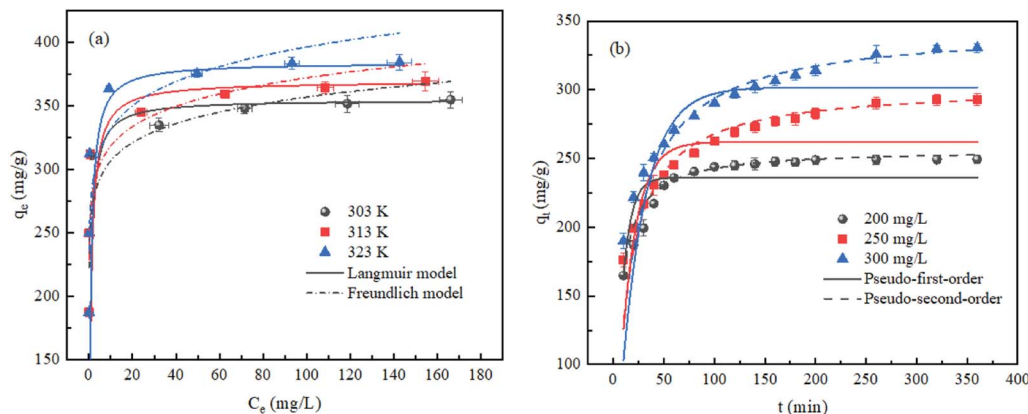 (a)
400
350
300
250
200
150
qe (mg/g)
303 K
313 K
323 K
Langmuir model
Freundlich model
0 20 40 60 80 100 120 140 160 180
Ce (mg/L)
(b)
350
300
250
200
150
100
qt (mg/g)
200 mg/L
250 mg/L
300 mg/L
Pseudo-first-order
Pseudo-second-order
0 50 100 150 200 250 300 350 400
t (min)